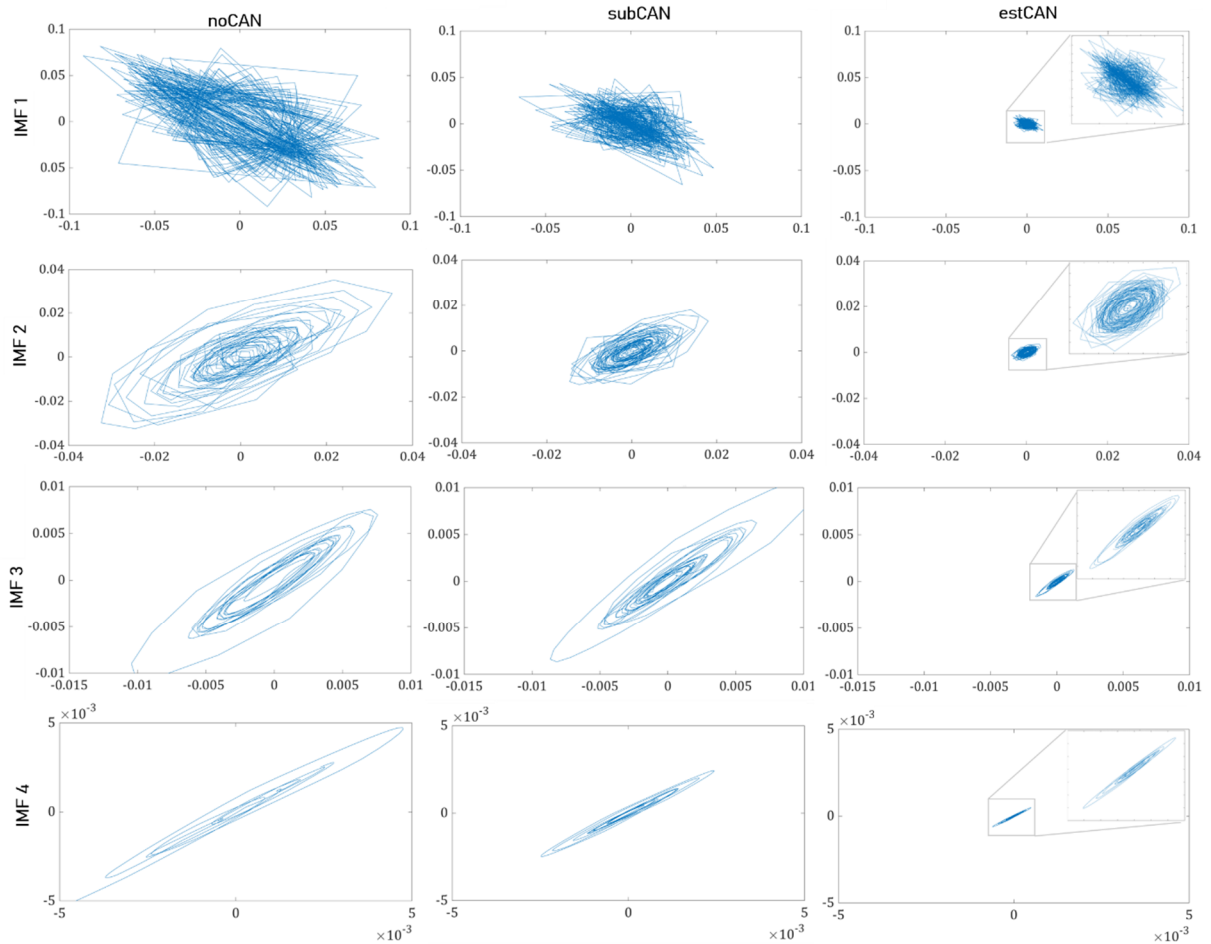 noCAN subCAN estCAN
IMF 1
0.1 0.1 0.1
0.05 0.05 0.05
0 0 0
-0.05 -0.05 -0.05
-0.1 -0.1 -0.1
-0.1 -0.05 0 0.05 0.1 -0.1 -0.05 0 0.05 0.1 -0.1 -0.05 0 0.05 0.1
IMF 2
0.04 0.04 0.04
0.02 0.02 0.02
0 0 0
-0.02 -0.02 -0.02
-0.04 -0.04 -0.04
-0.04 -0.02 0 0.02 0.04 -0.04 -0.02 0 0.02 0.04 -0.04 -0.02 0 0.02 0.04
IMF 3
0.01 0.01 0.01
0.005 0.005 0.005
0 0 0
-0.005 -0.005 -0.005
-0.01 -0.01 -0.01
-0.015 -0.01 -0.005 0 0.005 0.01 -0.015 -0.01 -0.005 0 0.005 0.01 -0.015 -0.01 -0.005 0 0.005 0.01
IMF 4
×10⁻³ ×10⁻³ ×10⁻³
5 5 5
0 0 0
-5 -5 -5
-5 0 5 -5 0 5 -5 0 5
×10⁻³ ×10⁻³ ×10⁻³